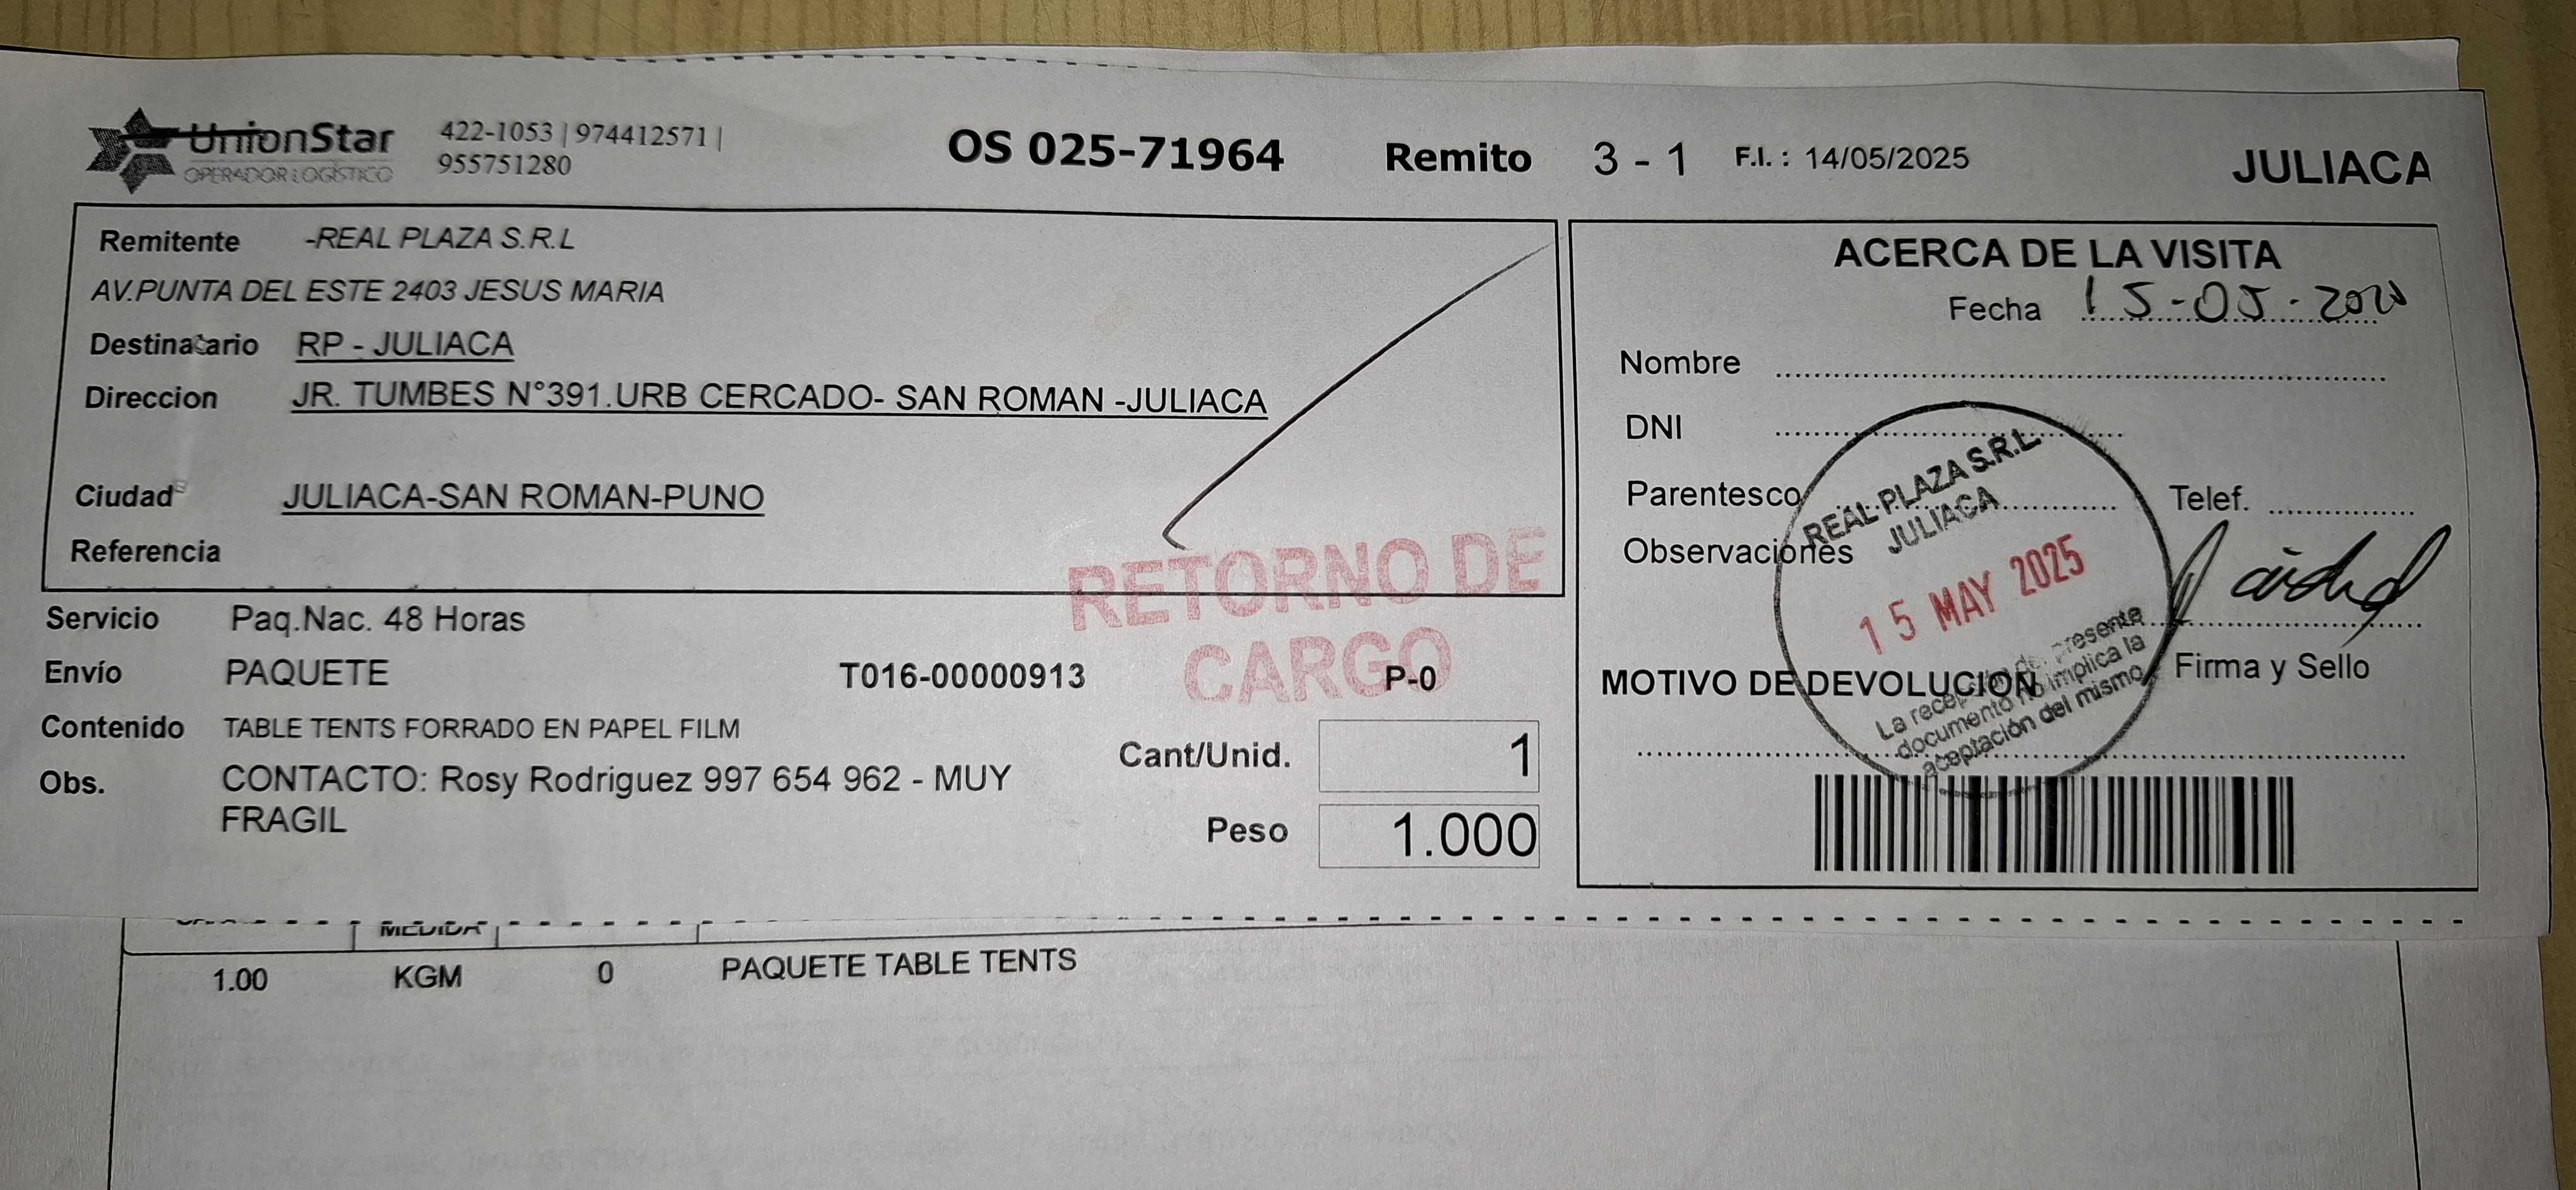 UnionStar
OPERADOR LOGÍSTICO
422-1053 | 974412571 |
955751280
OS 025-71964
Remito 3 - 1
F.I. : 14/05/2025
JULIACA
Remitente -REAL PLAZA S.R.L
AV.PUNTA DEL ESTE 2403 JESUS MARIA
Destinatario RP - JULIACA
Direccion JR. TUMBES N°391.URB CERCADO- SAN ROMAN -JULIACA
Ciudad JULIACA-SAN ROMAN-PUNO
Referencia
RETORNO DE
CARGO
Servicio Paq.Nac. 48 Horas
Envío PAQUETE T016-00000913 P-0
Contenido TABLE TENTS FORRADO EN PAPEL FILM
Obs. CONTACTO: Rosy Rodriguez 997 654 962 - MUY
FRAGIL
Cant/Unid. 1
Peso 1.000
ACERCA DE LA VISITA
Fecha 15-05-
Nombre
DNI
Parentesco Telef.
Observaciones
Firma y Sello
MOTIVO DE DEVOLUCION
REAL PLAZA S.R.L.
JULIACA
15 MAY 2025
La recepción del presente
documento no implica la
aceptación del mismo
MEDIDA
1.00 KGM 0 PAQUETE TABLE TENTS